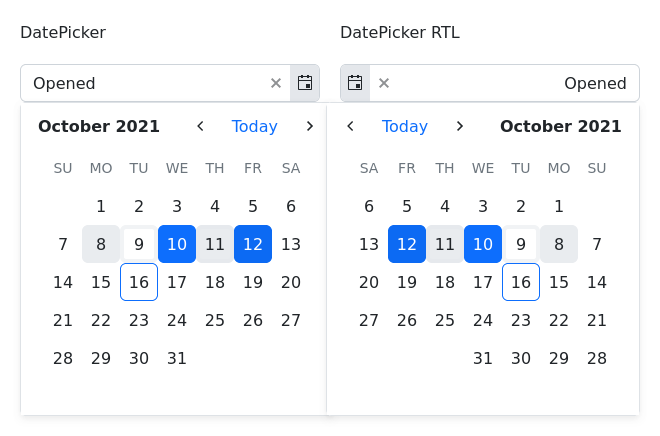 DatePicker
Opened
October 2021 Today
SU MO TU WE TH FR SA
1 2 3 4 5 6
7 8 9 10 11 12 13
14 15 16 17 18 19 20
21 22 23 24 25 26 27
28 29 30 31
DatePicker RTL
Opened
Today October 2021
SA FR TH WE TU MO SU
6 5 4 3 2 1
13 12 11 10 9 8 7
20 19 18 17 16 15 14
27 26 25 24 23 22 21
31 30 29 28